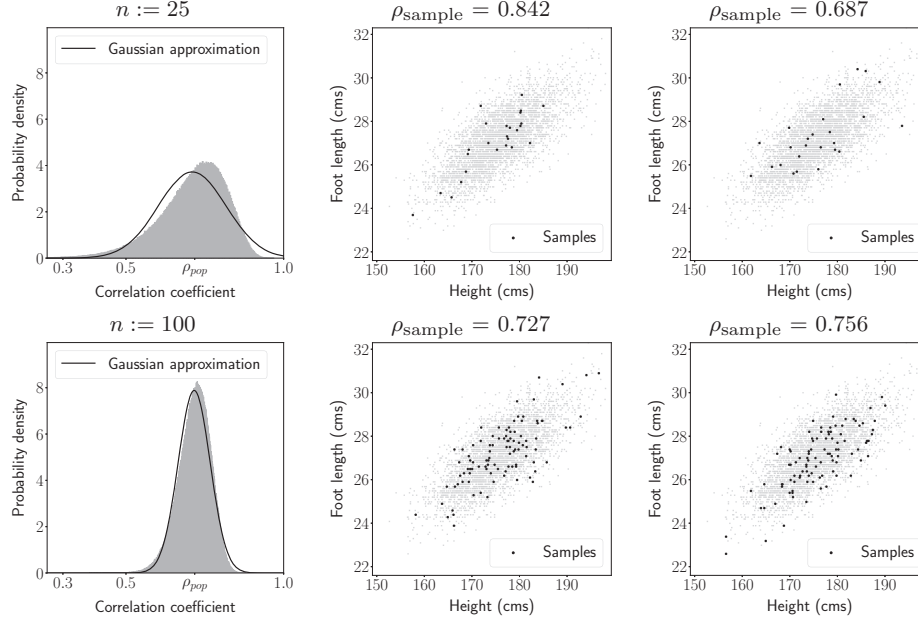 n := 25
ρsample = 0.842
ρsample = 0.687
Probability density
8
6
4
2
0
Gaussian approximation
0.3
0.5
ρpop
1.0
Correlation coefficient
Foot length (cms)
32
30
28
26
24
22
Samples
150
160
170
180
190
Height (cms)
Foot length (cms)
32
30
28
26
24
22
Samples
150
160
170
180
190
Height (cms)
n := 100
ρsample = 0.727
ρsample = 0.756
Probability density
8
6
4
2
0
Gaussian approximation
0.3
0.5
ρpop
1.0
Correlation coefficient
Foot length (cms)
32
30
28
26
24
22
Samples
150
160
170
180
190
Height (cms)
Foot length (cms)
32
30
28
26
24
22
Samples
150
160
170
180
190
Height (cms)